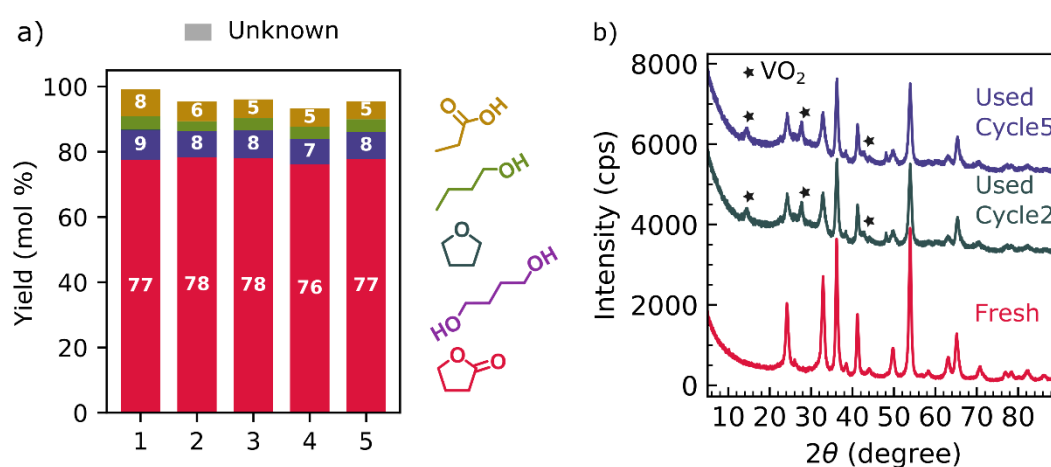 a)
Unknown
Yield (mol %)
100
80
60
40
20
0
8
6
5
5
5
9
8
8
7
8
77
78
78
76
77
1 2 3 4 5
O
OH
OH
O
OH
HO
O
O
b)
Intensity (cps)
8000
6000
4000
2000
0
★ VO2
Used
Cycle5
Used
Cycle2
Fresh
10 20 30 40 50 60 70 80
2θ (degree)